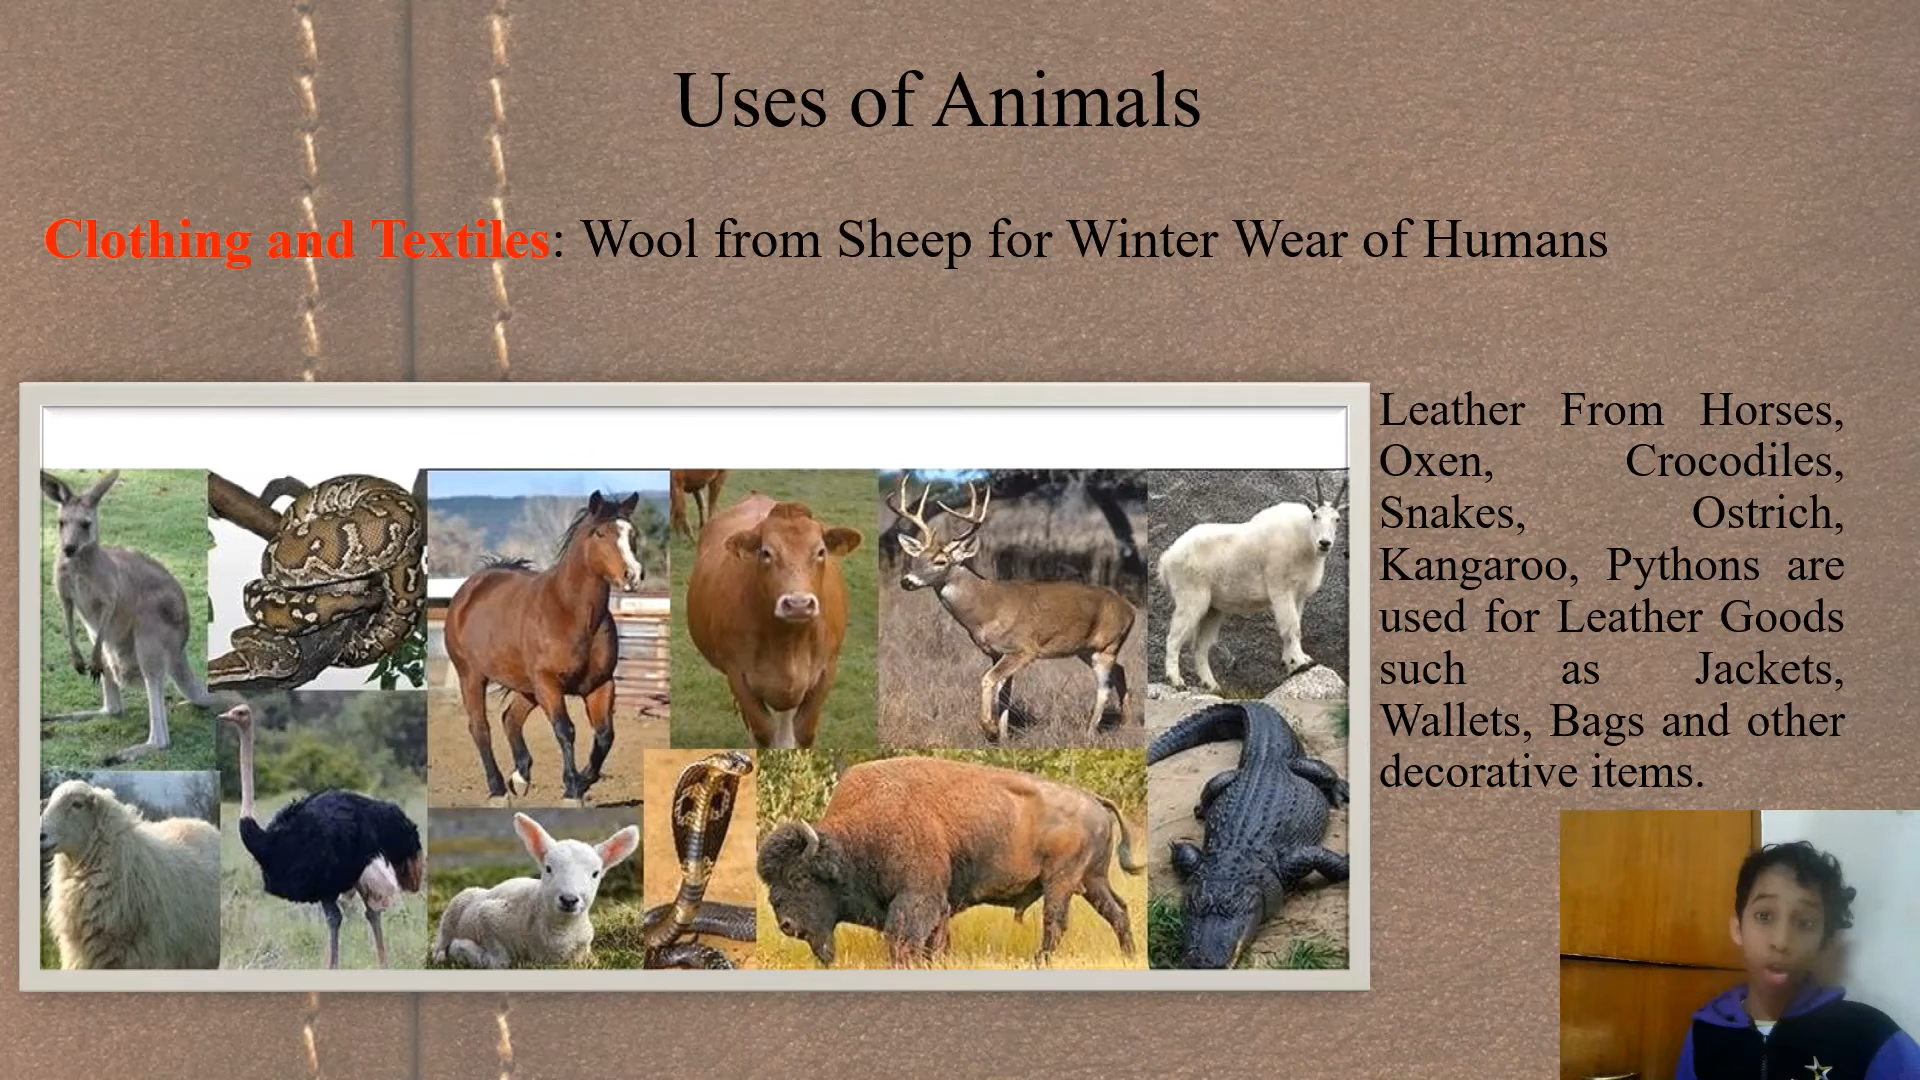 Uses of Animals
Clothing and Textiles: Wool from Sheep for Winter Wear of Humans
Leather From Horses,
Oxen, Crocodiles,
Snakes, Ostrich,
Kangaroo, Pythons are
used for Leather Goods
such as Jackets,
Wallets, Bags and other
decorative items.